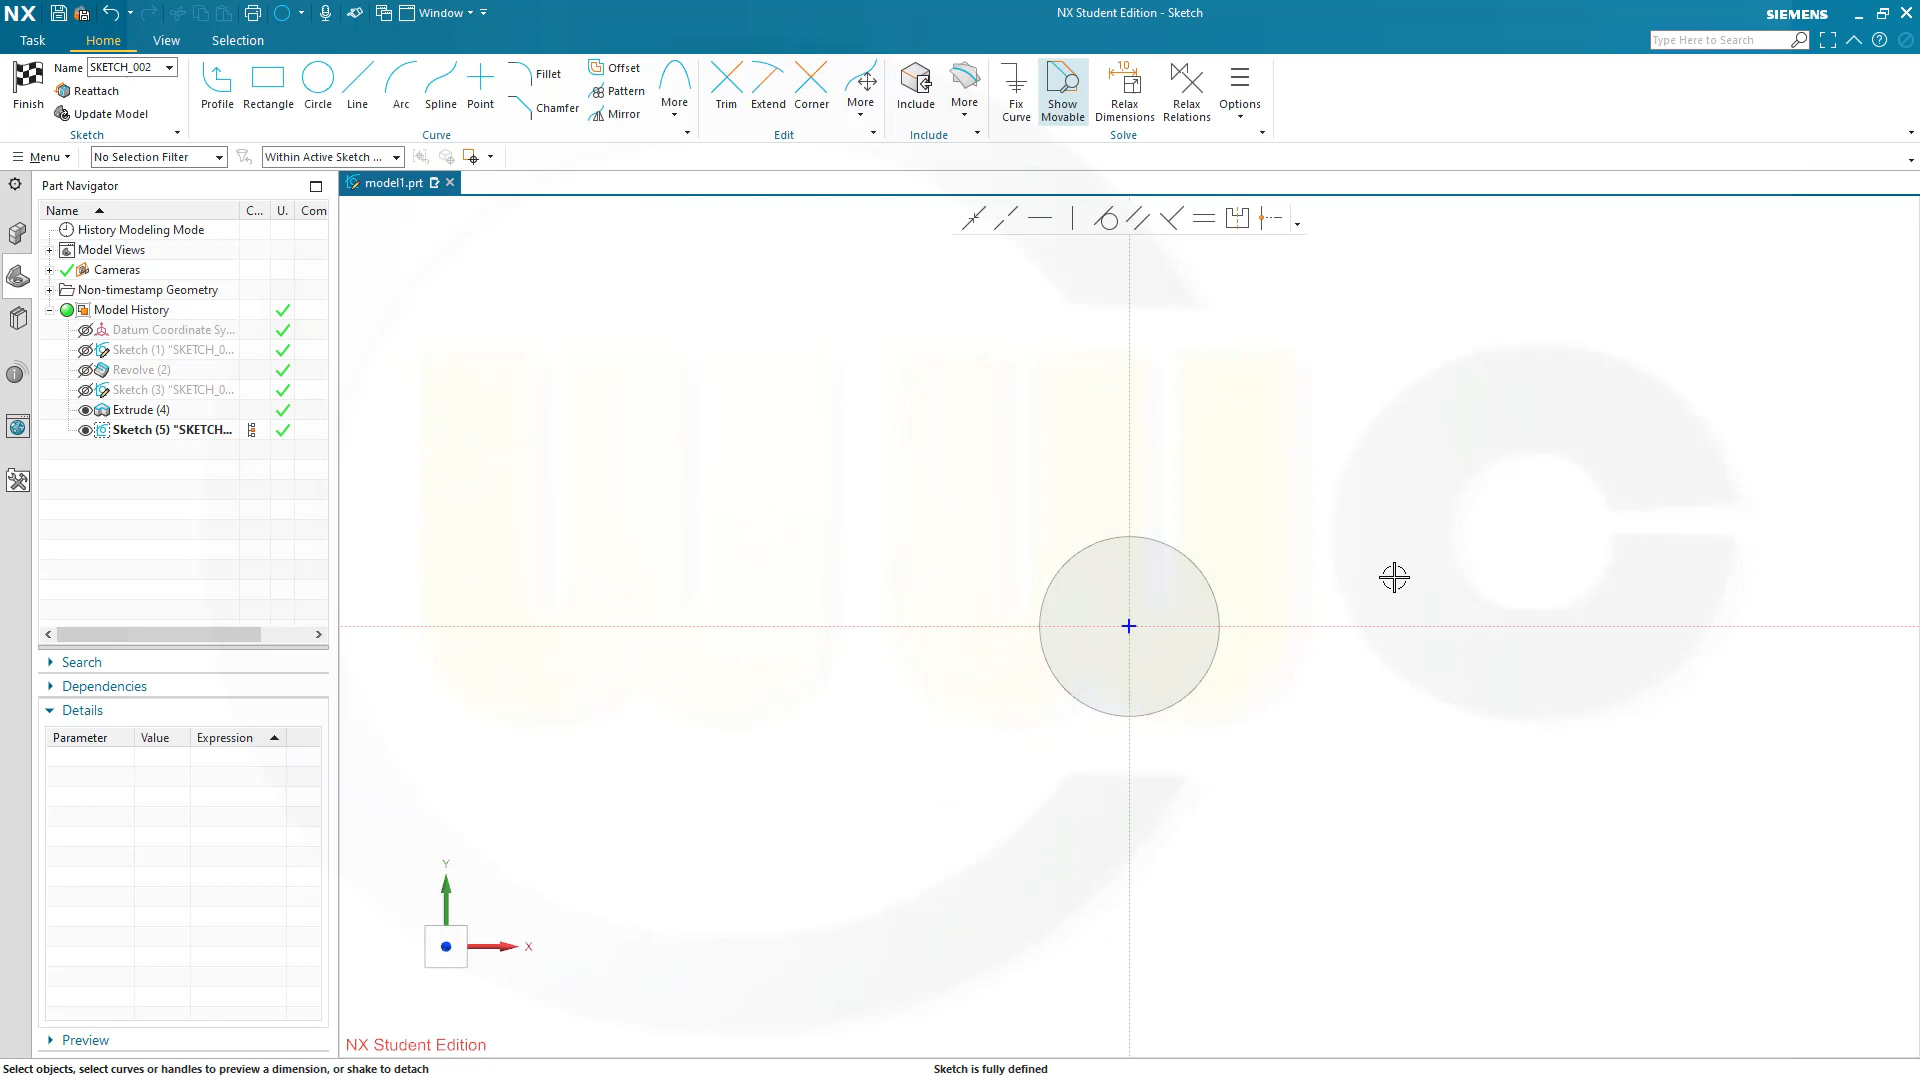 NX
Window
NX Student Edition - Sketch
SIEMENS
Task
Home
View
Selection
Type Here to Search
Name SKETCH_002
Reattach
Update Model
Finish
Profile
Rectangle
Circle
Line
Arc
Spline
Point
Fillet
Chamfer
Offset
Pattern
Mirror
More
Trim
Extend
Corner
More
Include
More
Fix
Curve
Show
Movable
1,0
Relax
Dimensions
Relax
Relations
Options
Sketch
Curve
Edit
Include
Solve
Menu
No Selection Filter
Within Active Sketch ...
Part Navigator
model1.prt
Name C... U. Com
History Modeling Mode
Model Views
Cameras
Non-timestamp Geometry
Model History
Datum Coordinate Sy...
Sketch (1) "SKETCH_0...
Revolve (2)
Sketch (3) "SKETCH_0...
Extrude (4)
Sketch (5) "SKETCH...
Search
Dependencies
Details
Parameter Value Expression
Preview
Y
X
NX Student Edition
Select objects, select curves or handles to preview a dimension, or shake to detach
Sketch is fully defined